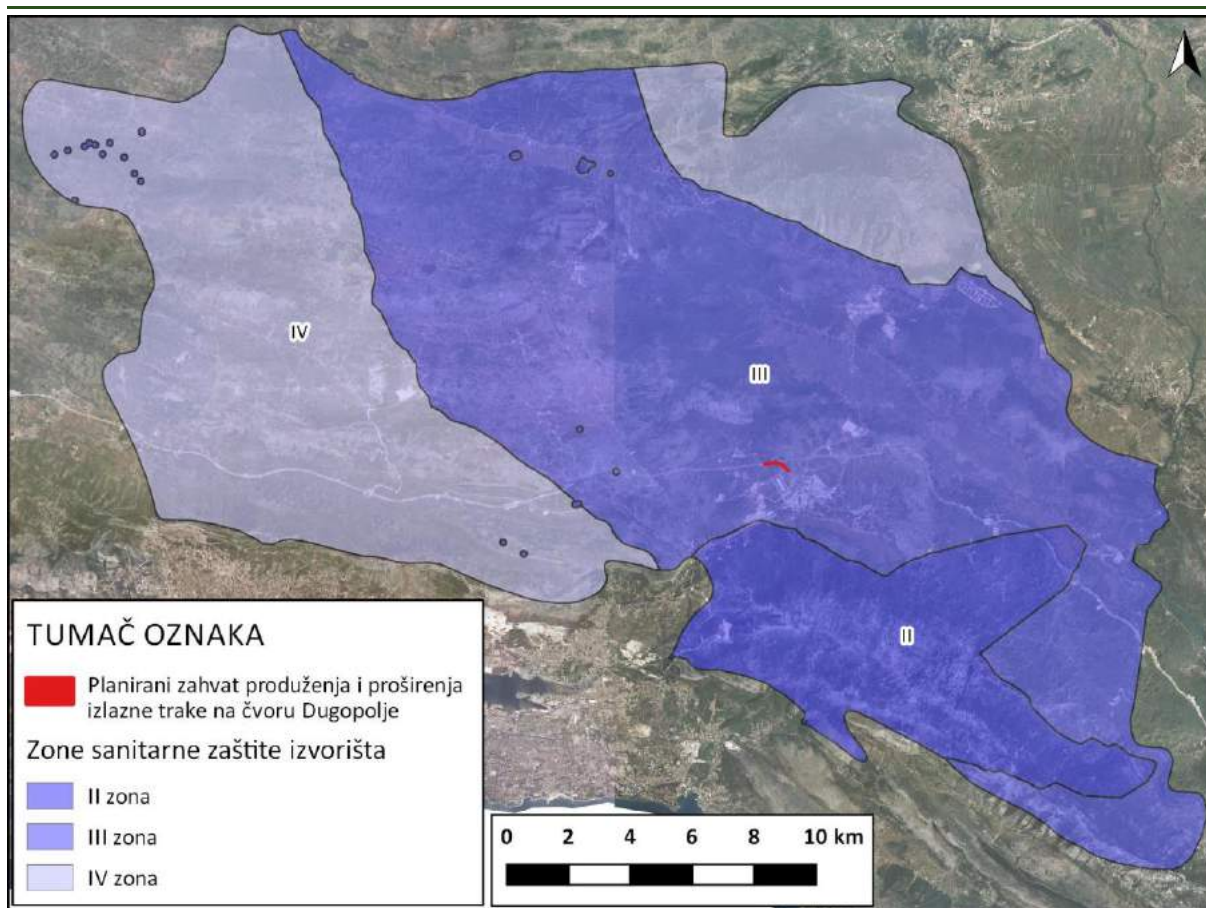 IV
III
II
TUMAČ OZNAKA
Planirani zahvat produženja i proširenja
izlazne trake na čvoru Dugopolje
Zone sanitarne zaštite izvorišta
II zona
III zona
IV zona
0 2 4 6 8 10 km